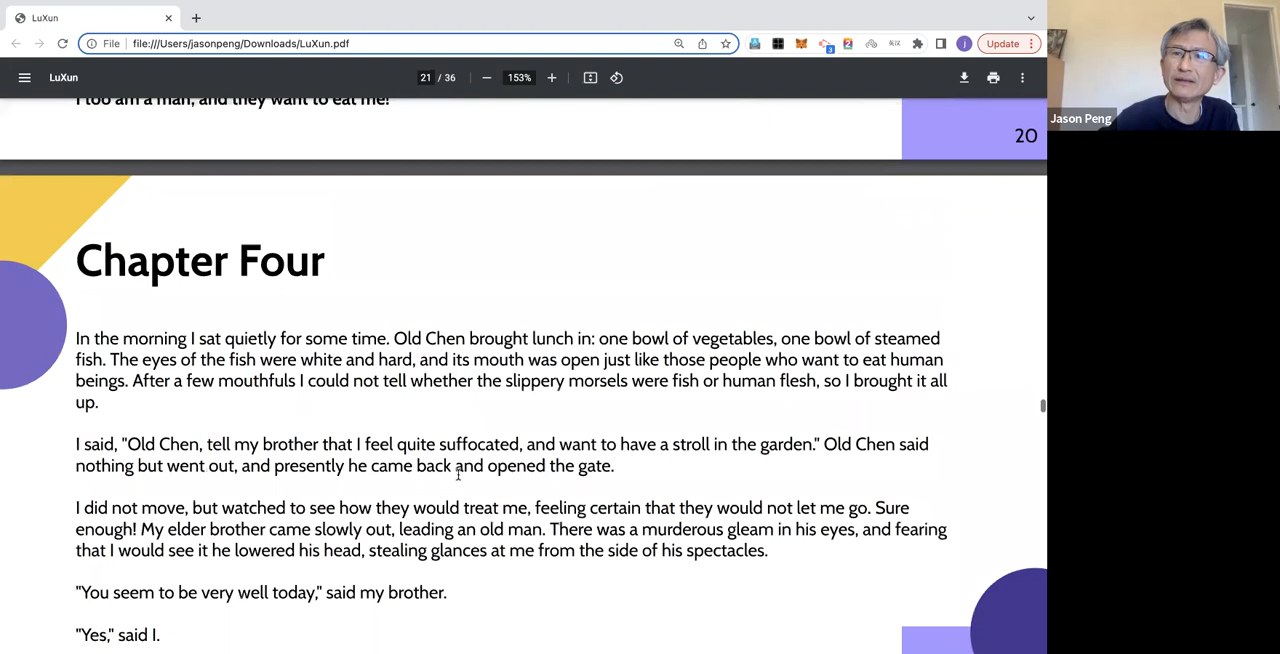 LuXun
File
file:///Users/jasonpeng/Downloads/LuXun.pdf
3
j
Update
LuXun
21 / 36
153%
I too am a man, and they want to eat me!
20
Jason Peng
Chapter Four
In the morning I sat quietly for some time. Old Chen brought lunch in: one bowl of vegetables, one bowl of steamed
fish. The eyes of the fish were white and hard, and its mouth was open just like those people who want to eat human
beings. After a few mouthfuls I could not tell whether the slippery morsels were fish or human flesh, so I brought it all
up.
I said, "Old Chen, tell my brother that I feel quite suffocated, and want to have a stroll in the garden." Old Chen said
nothing but went out, and presently he came back and opened the gate.
I did not move, but watched to see how they would treat me, feeling certain that they would not let me go. Sure
enough! My elder brother came slowly out, leading an old man. There was a murderous gleam in his eyes, and fearing
that I would see it he lowered his head, stealing glances at me from the side of his spectacles.
"You seem to be very well today," said my brother.
"Yes," said I.